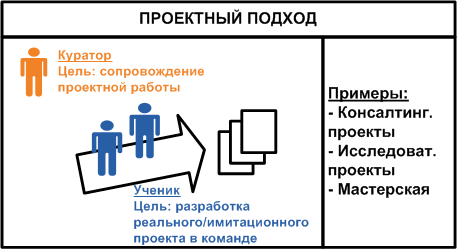 ПРОЕКТНЫЙ ПОДХОД
Куратор
Цель: сопровождение
проектной работы
Ученик
Цель: разработка
реального/имитационного
проекта в команде
Примеры:
- Консалтинг.
проекты
- Исследоват.
проекты
- Мастерская